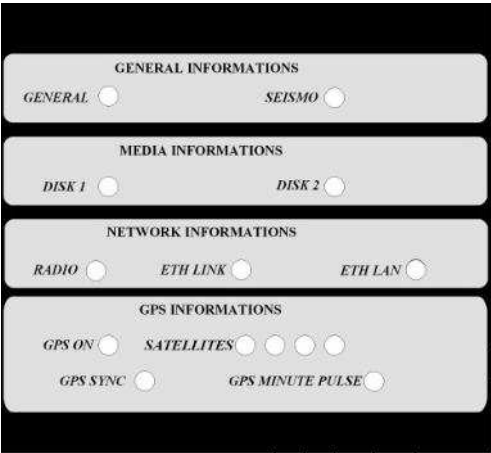 GENERAL INFORMATIONS
GENERAL SEISMO
MEDIA INFORMATIONS
DISK 1 DISK 2
NETWORK INFORMATIONS
RADIO ETH LINK ETH LAN
GPS INFORMATIONS
GPS ON SATELLITES
GPS SYNC GPS MINUTE PULSE